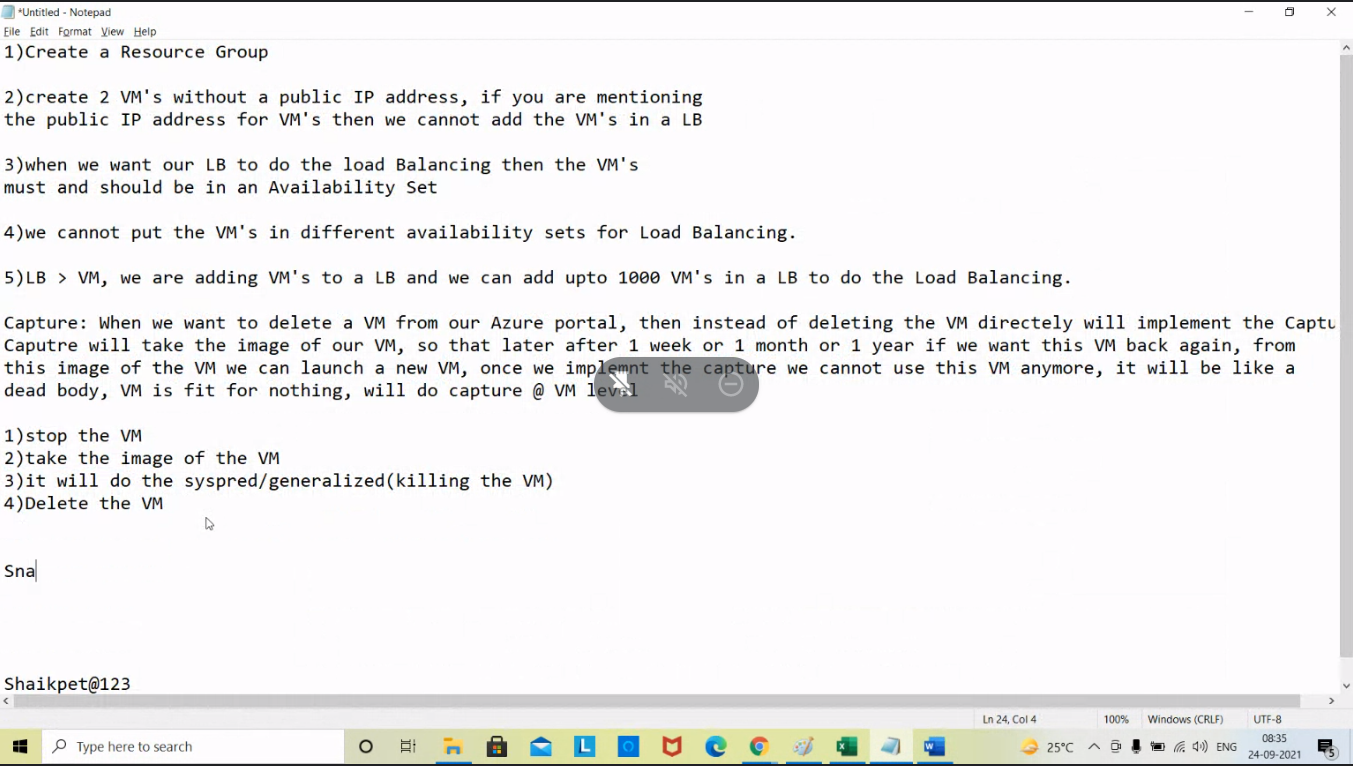 *Untitled - Notepad
File Edit Format View Help
1)Create a Resource Group
2)create 2 VM's without a public IP address, if you are mentioning
the public IP address for VM's then we cannot add the VM's in a LB
3)when we want our LB to do the load Balancing then the VM's
must and should be in an Availability Set
4)we cannot put the VM's in different availability sets for Load Balancing.
5)LB > VM, we are adding VM's to a LB and we can add upto 1000 VM's in a LB to do the Load Balancing.
Capture: When we want to delete a VM from our Azure portal, then instead of deleting the VM directely will implement the Captu
Caputre will take the image of our VM, so that later after 1 week or 1 month or 1 year if we want this VM back again, from
this image of the VM we can launch a new VM, once we implemnt the capture we cannot use this VM anymore, it will be like a
dead body, VM is fit for nothing, will do capture @ VM level
1)stop the VM
2)take the image of the VM
3)it will do the syspred/generalized(killing the VM)
4)Delete the VM
Sna
Shaikpet@123
Ln 24, Col 4 100% Windows (CRLF) UTF-8
Type here to search
25°C ENG 08:35
24-09-2021 5